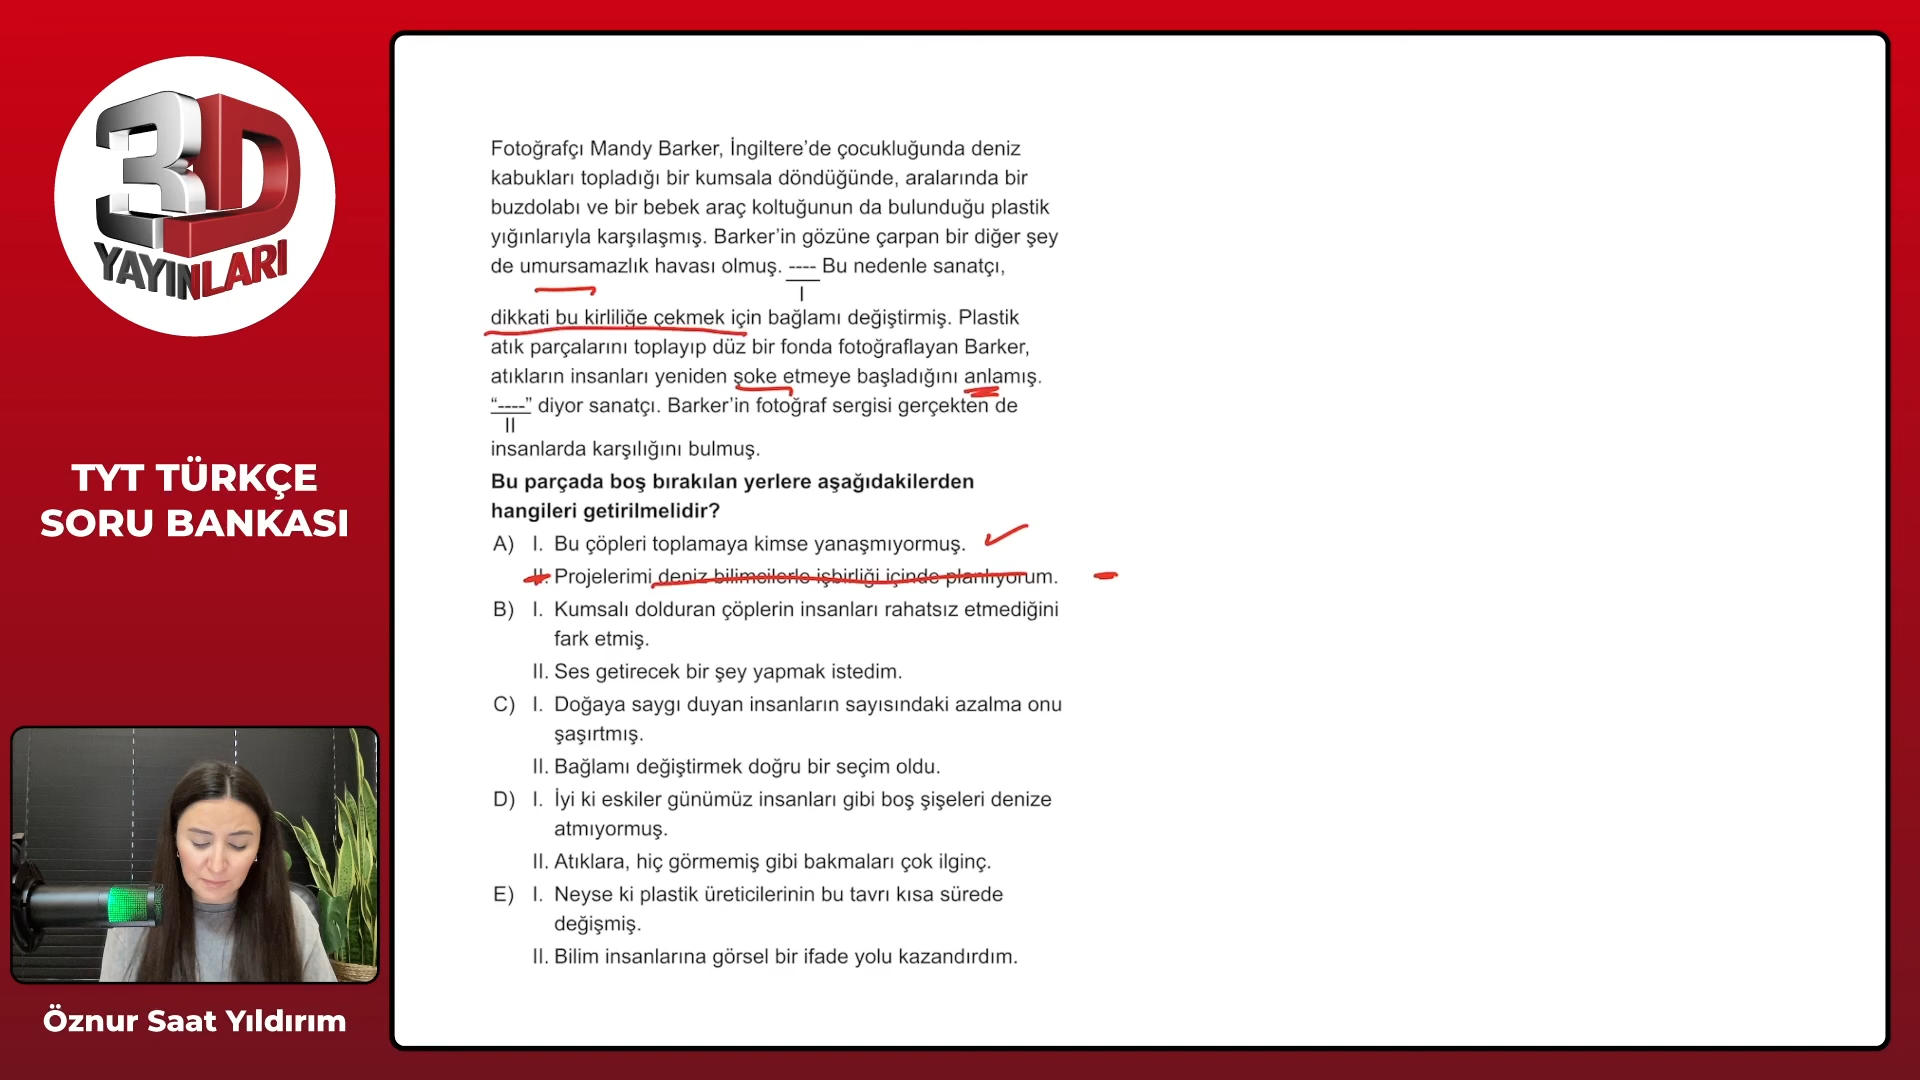 3D
YAYINLARI
TYT TÜRKÇE
SORU BANKASI
Öznur Saat Yıldırım
Fotoğrafçı Mandy Barker, İngiltere’de çocukluğunda deniz
kabukları topladığı bir kumsala döndüğünde, aralarında bir
buzdolabı ve bir bebek araç koltuğunun da bulunduğu plastik
yığınlarıyla karşılaşmış. Barker’in gözüne çarpan bir diğer şey
de umursamazlık havası olmuş. ---- Bu nedenle sanatçı,
I
dikkati bu kirliliğe çekmek için bağlamı değiştirmiş. Plastik
atık parçalarını toplayıp düz bir fonda fotoğraflayan Barker,
atıkların insanları yeniden şoke etmeye başladığını anlamış.
“----” diyor sanatçı. Barker’in fotoğraf sergisi gerçekten de
II
insanlarda karşılığını bulmuş.
Bu parçada boş bırakılan yerlere aşağıdakilerden
hangileri getirilmelidir?
A) I. Bu çöpleri toplamaya kimse yanaşmıyormuş.
II. Projelerimi deniz bilimcilerle işbirliği içinde planlıyorum.
B) I. Kumsalı dolduran çöplerin insanları rahatsız etmediğini
fark etmiş.
II. Ses getirecek bir şey yapmak istedim.
C) I. Doğaya saygı duyan insanların sayısındaki azalma onu
şaşırtmış.
II. Bağlamı değiştirmek doğru bir seçim oldu.
D) I. İyi ki eskiler günümüz insanları gibi boş şişeleri denize
atmıyormuş.
II. Atıklara, hiç görmemiş gibi bakmaları çok ilginç.
E) I. Neyse ki plastik üreticilerinin bu tavrı kısa sürede
değişmiş.
II. Bilim insanlarına görsel bir ifade yolu kazandırdım.